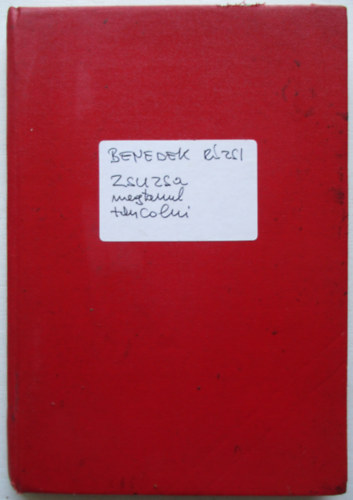 BENEDEK RÓZSI
Zsuzsa
megtanul
táncolni